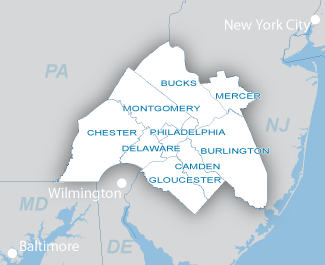 New York City
PA
BUCKS
MERCER
MONTGOMERY
NJ
CHESTER
PHILADELPHIA
DELAWARE
BURLINGTON
CAMDEN
GLOUCESTER
Wilmington
MD
DE
Baltimore